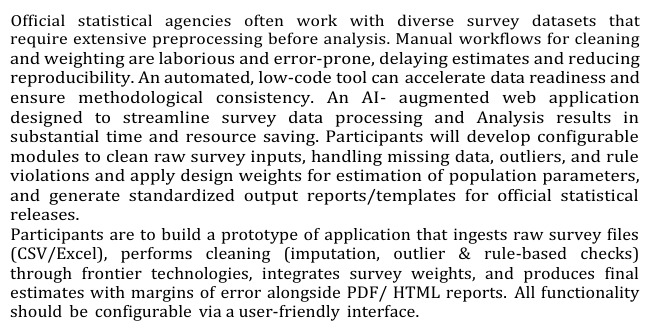 Official statistical agencies often work with diverse survey datasets that
require extensive preprocessing before analysis. Manual workflows for cleaning
and weighting are laborious and error-prone, delaying estimates and reducing
reproducibility. An automated, low-code tool can accelerate data readiness and
ensure methodological consistency. An AI- augmented web application
designed to streamline survey data processing and Analysis results in
substantial time and resource saving. Participants will develop configurable
modules to clean raw survey inputs, handling missing data, outliers, and rule
violations and apply design weights for estimation of population parameters,
and generate standardized output reports/templates for official statistical
releases.
Participants are to build a prototype of application that ingests raw survey files
(CSV/Excel), performs cleaning (imputation, outlier & rule-based checks)
through frontier technologies, integrates survey weights, and produces final
estimates with margins of error alongside PDF/ HTML reports. All functionality
should be configurable via a user-friendly interface.